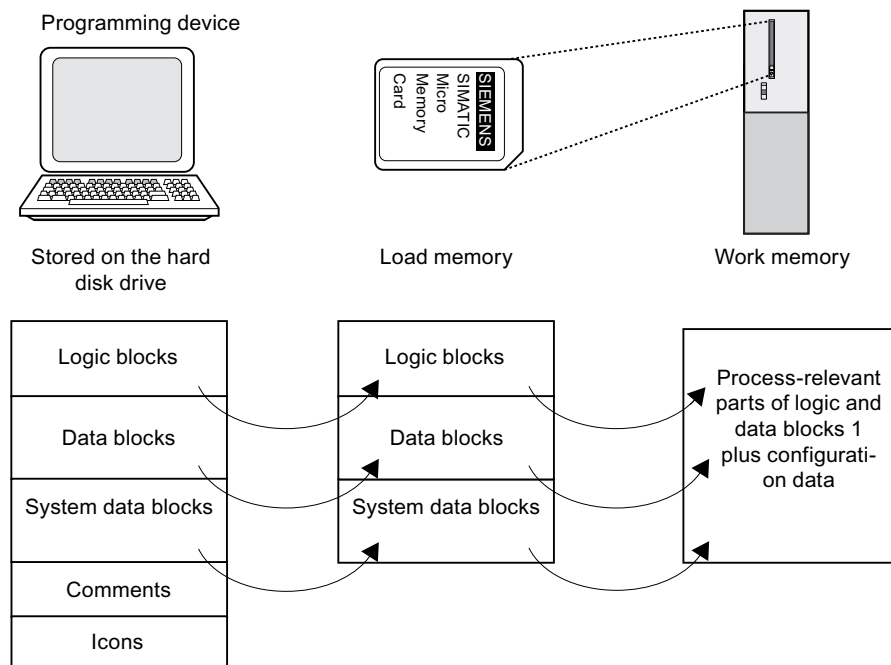 Programming device
SIEMENS
SIMATIC
Micro
Memory
Card
Stored on the hard
disk drive
Load memory
Work memory
Logic blocks
Data blocks
System data blocks
Comments
Icons
Logic blocks
Data blocks
System data blocks
Process-relevant
parts of logic and
data blocks 1
plus configurati-
on data